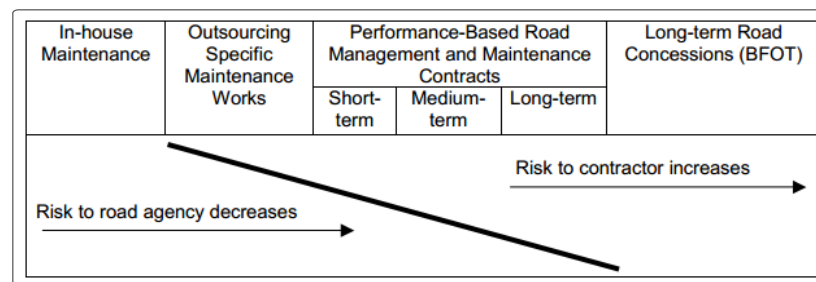 In-house
Maintenance
Outsourcing
Specific
Maintenance
Works
Performance-Based Road
Management and Maintenance
Contracts
Short-
term
Medium-
term
Long-term
Long-term Road
Concessions (BFOT)
Risk to contractor increases
Risk to road agency decreases